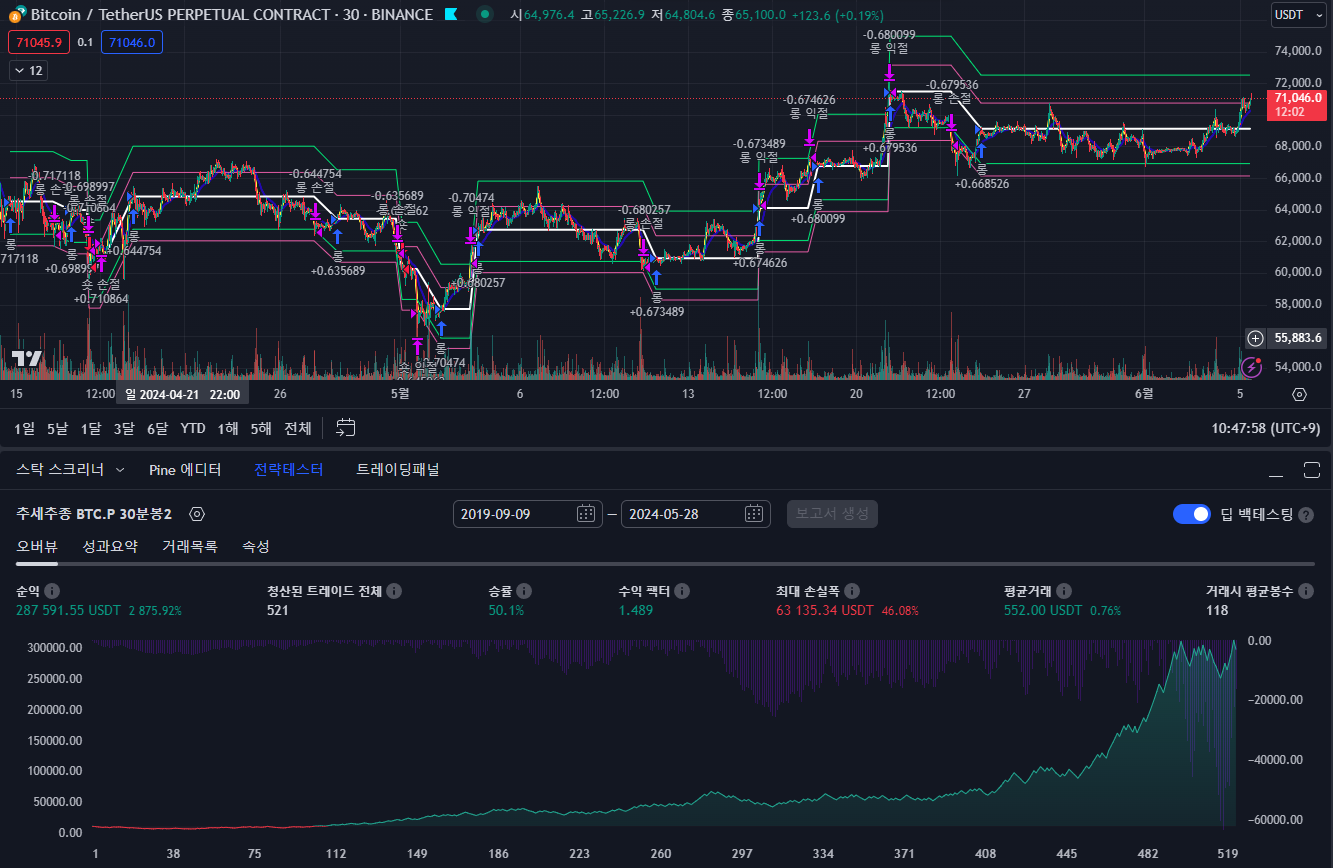 Bitcoin / TetherUS PERPETUAL CONTRACT · 30 · BINANCE 시64,976.4 고65,226.9 저64,804.6 종65,100.0 +123.6 (+0.19%)
USDT
71045.9 0.1 71046.0
12
-0.680099
롱 익절
74,000.0
72,000.0
71,046.0
12:02
-0.679536
롱 손절
-0.674626
롱 익절
68,000.0
-0.673489
롱 익절
롱
+0.679536
-0.717118
롱 손절
-0.698997
롱 손절
-0.644754
롱 손절
롱
+0.668526
66,000.0
-0.635689
롱 손절
숏
-0.70474
롱 익절
-0.680257
롱 손절
롱
+0.680099
64,000.0
롱
717118
롱
롱
+0.644754
롱
+0.635689
롱
+0.680257
롱
+0.674626
62,000.0
60,000.0
숏 손절
+0.710864
롱
+0.673489
58,000.0
55,883.6
롱
숏 익절
54,000.0
15 12:00 일 2024-04-21 22:00 26 5월 6 12:00 13 12:00 20 12:00 27 6월 5
1일 5날 1달 3달 6달 YTD 1해 5해 전체 10:47:58 (UTC+9)
스탁 스크리너 Pine 에디터 전략테스터 트레이딩패널
추세추종 BTC.P 30분봉2 2019-09-09 — 2024-05-28 보고서 생성 딥 백테스팅
오버뷰 성과요약 거래목록 속성
순익 청산된 트레이드 전체 승률 수익 팩터 최대 손실폭 평균거래 거래시 평균봉수
287 591.55 USDT 2 875.92% 521 50.1% 1.489 63 135.34 USDT 46.08% 552.00 USDT 0.76% 118
300000.00 0.00
250000.00
200000.00 −20000.00
150000.00
100000.00 −40000.00
50000.00
0.00 −60000.00
1 38 75 112 149 186 223 260 297 334 371 408 445 482 519